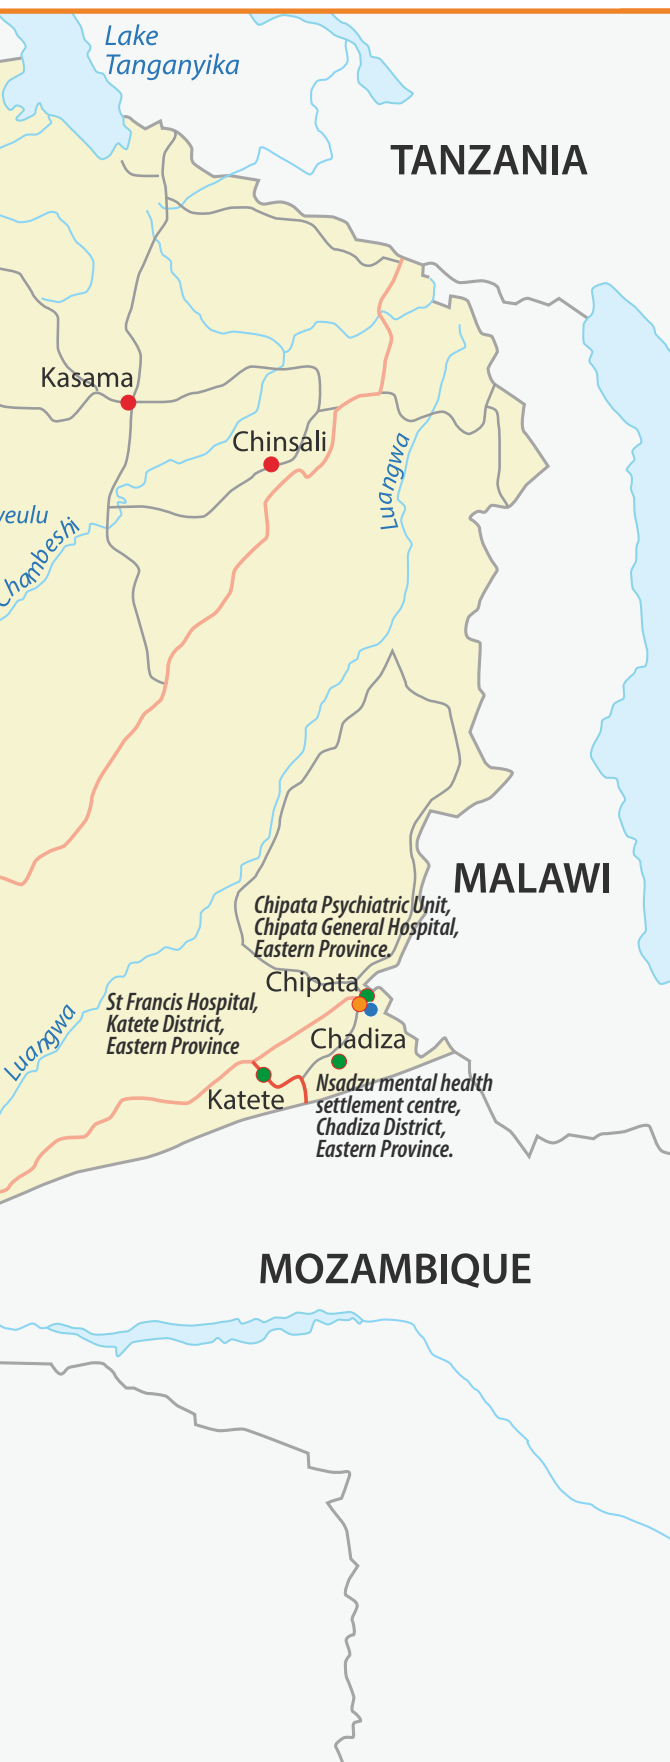 Lake
Tanganyika
TANZANIA
Kasama
Chinsali
Luangwa
Chambeshi
MALAWI
Chipata Psychiatric Unit,
Chipata General Hospital,
Eastern Province.
Chipata
St Francis Hospital,
Katete District,
Eastern Province
Luangwa
Chadiza
Katete
Nsadzu mental health
settlement centre,
Chadiza District,
Eastern Province.
MOZAMBIQUE